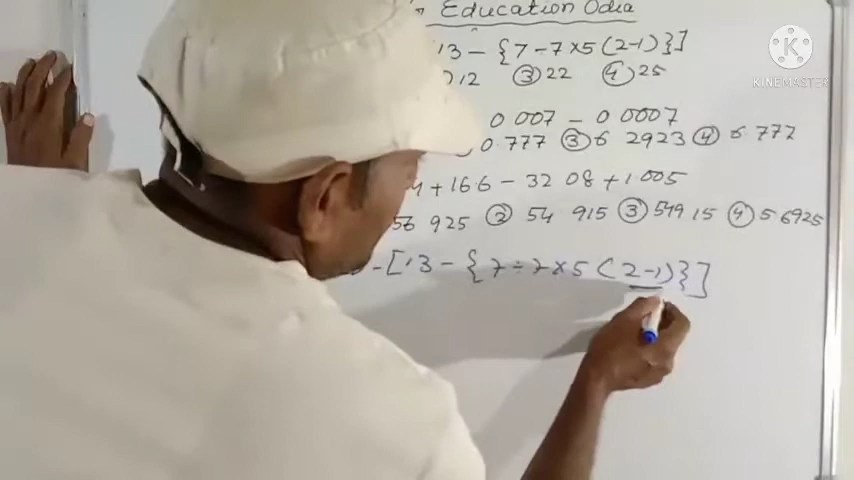 Education Odia
13 - {7 - 7 × 5 (2-1)}]
12 ③ 22 ④ 25
0 007 - 0 0007
0.777 ③ 6 2923 ④ 6 777
+ 166 - 32 08 + 1 005
56 925 ② 54 915 ③ 549 15 ④ 5 6925
- [13 - {7 ÷ 7 × 5 (2-1)}]
KINEMASTER